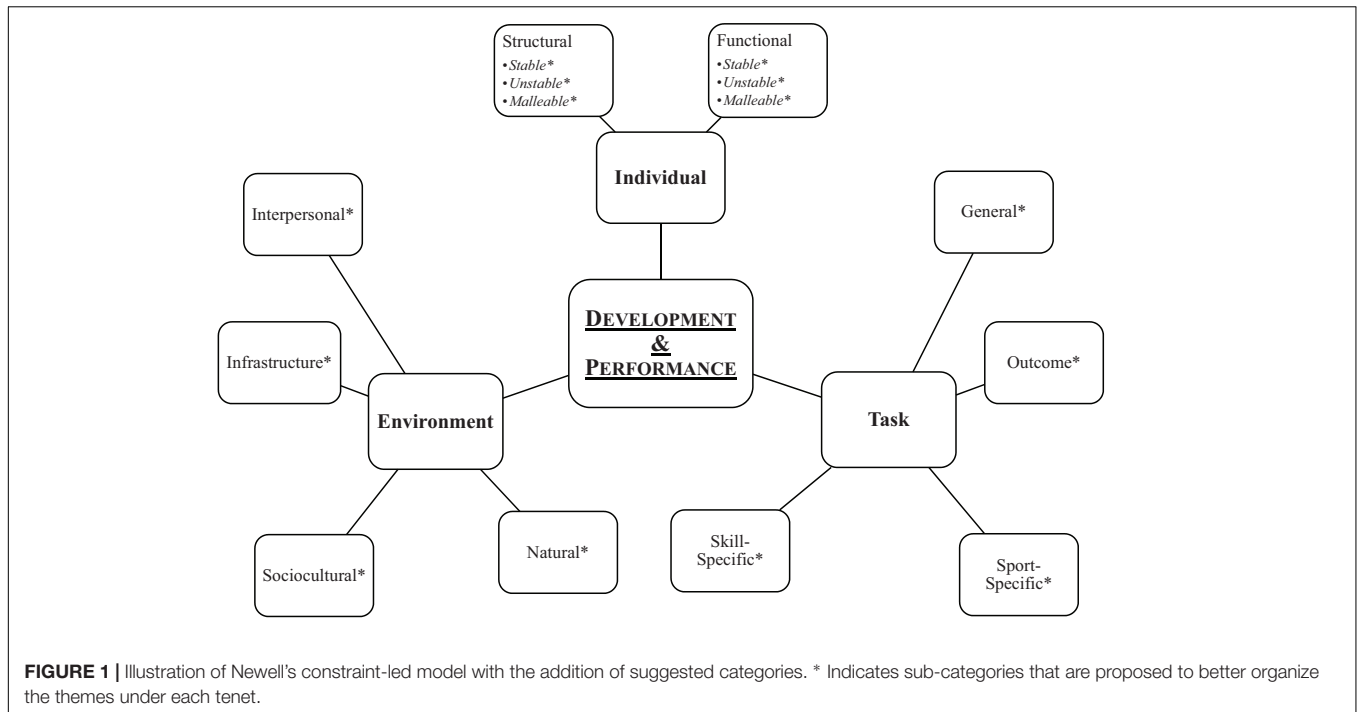 Structural
•Stable*
•Unstable*
•Malleable*
Functional
•Stable*
•Unstable*
•Malleable*
Individual
Interpersonal*
General*
DEVELOPMENT
&
PERFORMANCE
Infrastructure*
Outcome*
Environment
Task
Sociocultural*
Natural*
Skill-
Specific*
Sport-
Specific*
FIGURE 1 | Illustration of Newell's constraint-led model with the addition of suggested categories. * Indicates sub-categories that are proposed to better organize
the themes under each tenet.